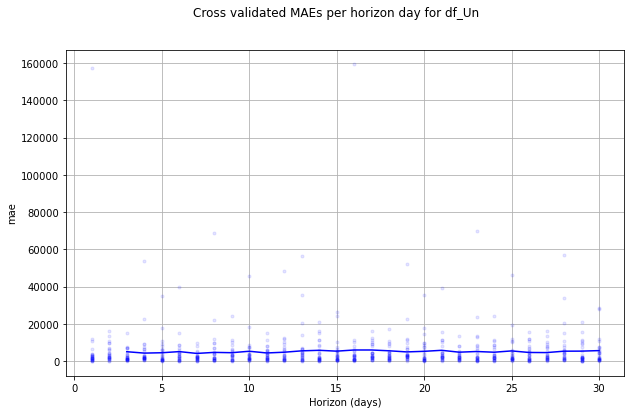 Cross validated MAEs per horizon day for df_Un
160000
140000
120000
100000
80000
60000
40000
20000
0
mae
0 5 10 15 20 25 30
Horizon (days)